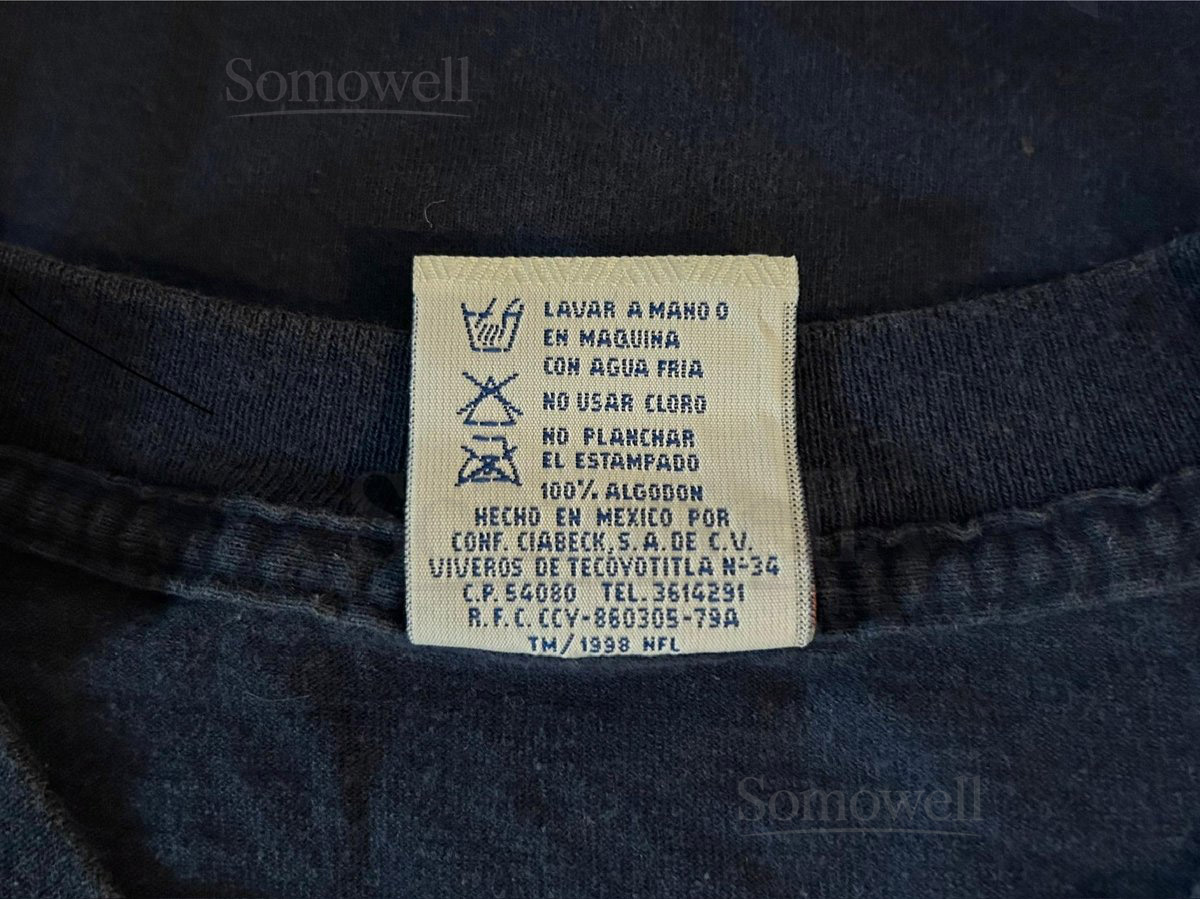 Somowell
LAVAR A MANO O
EN MAQUINA
CON AGUA FRIA
NO USAR CLORO
NO PLANCHAR
EL ESTAMPADO
100% ALGODON
HECHO EN MEXICO POR
CONF. CIABECK, S.A. DE C.V.
VIVEROS DE TECOYOTITLA Nº34
C.P. 54080 TEL. 3614291
R.F.C. CCY-860305-79A
TM/1998 NFL
Somowell